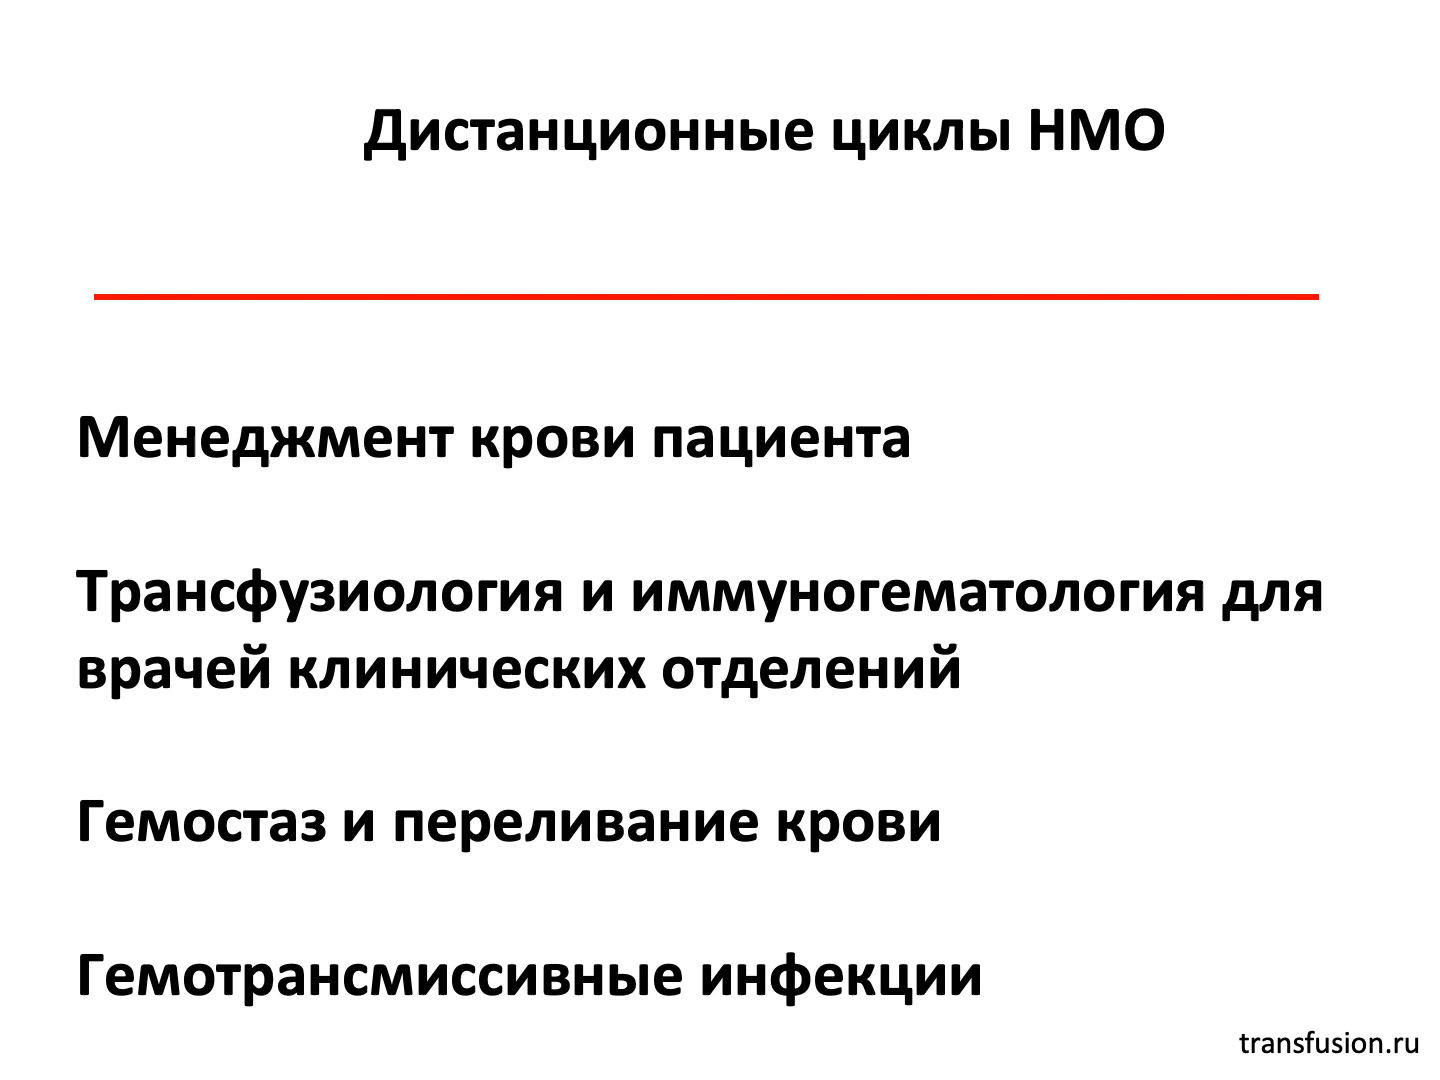 Дистанционные циклы НМО
Менеджмент крови пациента
Трансфузиология и иммуногематология для
врачей клинических отделений
Гемостаз и переливание крови
Гемотрансмиссивные инфекции
transfusion.ru